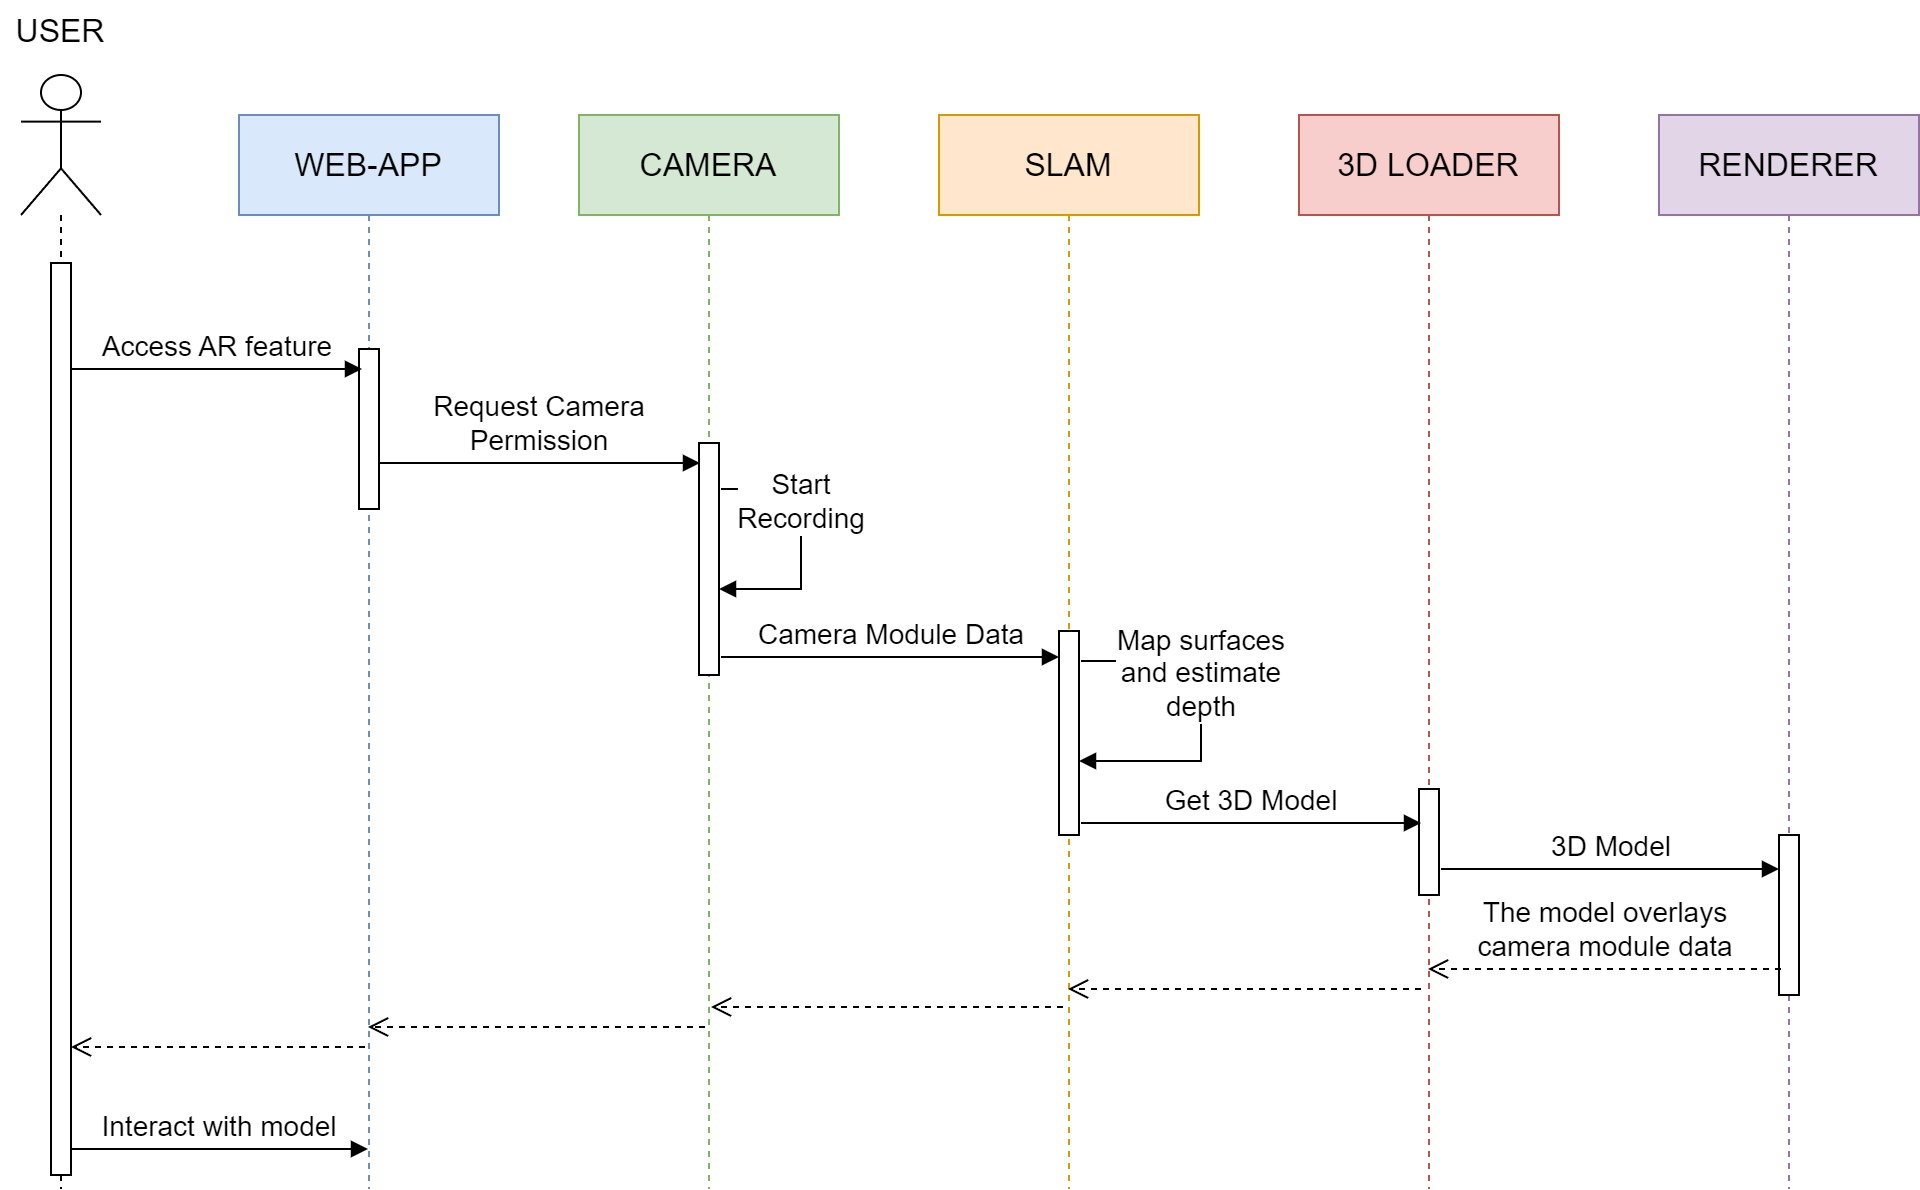 USER
WEB-APP
CAMERA
SLAM
3D LOADER
RENDERER
Access AR feature
Request Camera
Permission
Start
Recording
Camera Module Data
Map surfaces
and estimate
depth
Get 3D Model
3D Model
The model overlays
camera module data
Interact with model